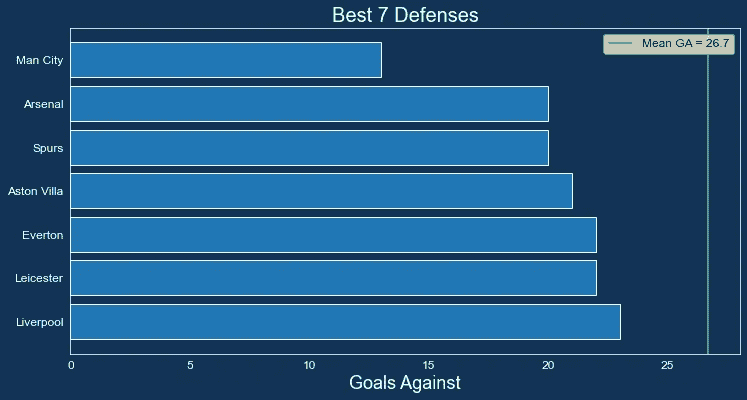 Best 7 Defenses
Mean GA = 26.7
Man City
Arsenal
Spurs
Aston Villa
Everton
Leicester
Liverpool
0 5 10 15 20 25
Goals Against